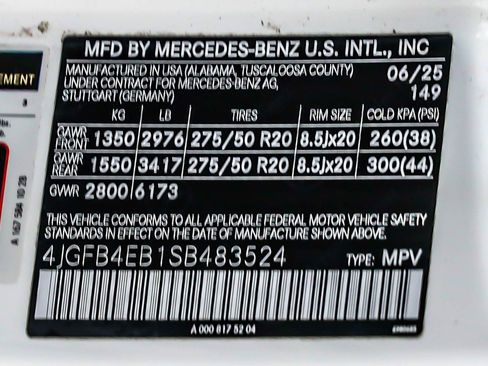 MFD BY MERCEDES-BENZ U.S. INTL., INC
MANUFACTURED IN USA (ALABAMA, TUSCALOOSA COUNTY)
UNDER CONTRACT FOR MERCEDES-BENZ AG,
STUTTGART (GERMANY)
06/25
149
KG LB TIRES RIM SIZE COLD KPA (PSI)
GAWR FRONT 1350 2976 275/50 R20 8.5Jx20 260(38)
GAWR REAR 1550 3417 275/50 R20 8.5Jx20 300(44)
GVWR 2800 6173
THIS VEHICLE CONFORMS TO ALL APPLICABLE FEDERAL MOTOR VEHICLE SAFETY
STANDARDS IN EFFECT ON THE DATE OF MANUFACTURE SHOWN ABOVE.
4JGFB4EB1SB483524 TYPE: MPV
A 000 817 52 04
EMENT